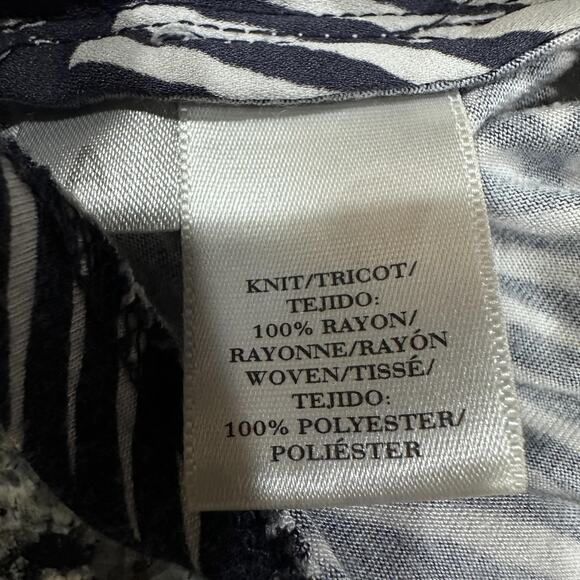 KNIT/TRICOT/
TEJIDO:
100% RAYON/
RAYONNE/RAYÓN
WOVEN/TISSÉ/
TEJIDO:
100% POLYESTER/
POLIÉSTER